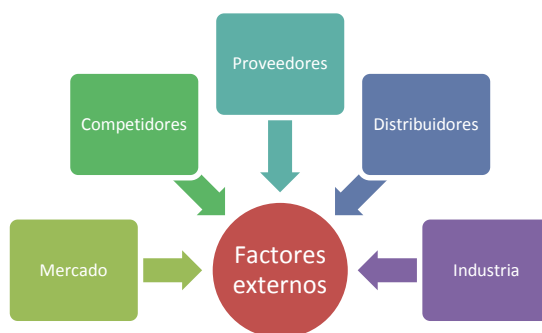 Proveedores
Competidores
Distribuidores
Mercado
Factores
externos
Industria